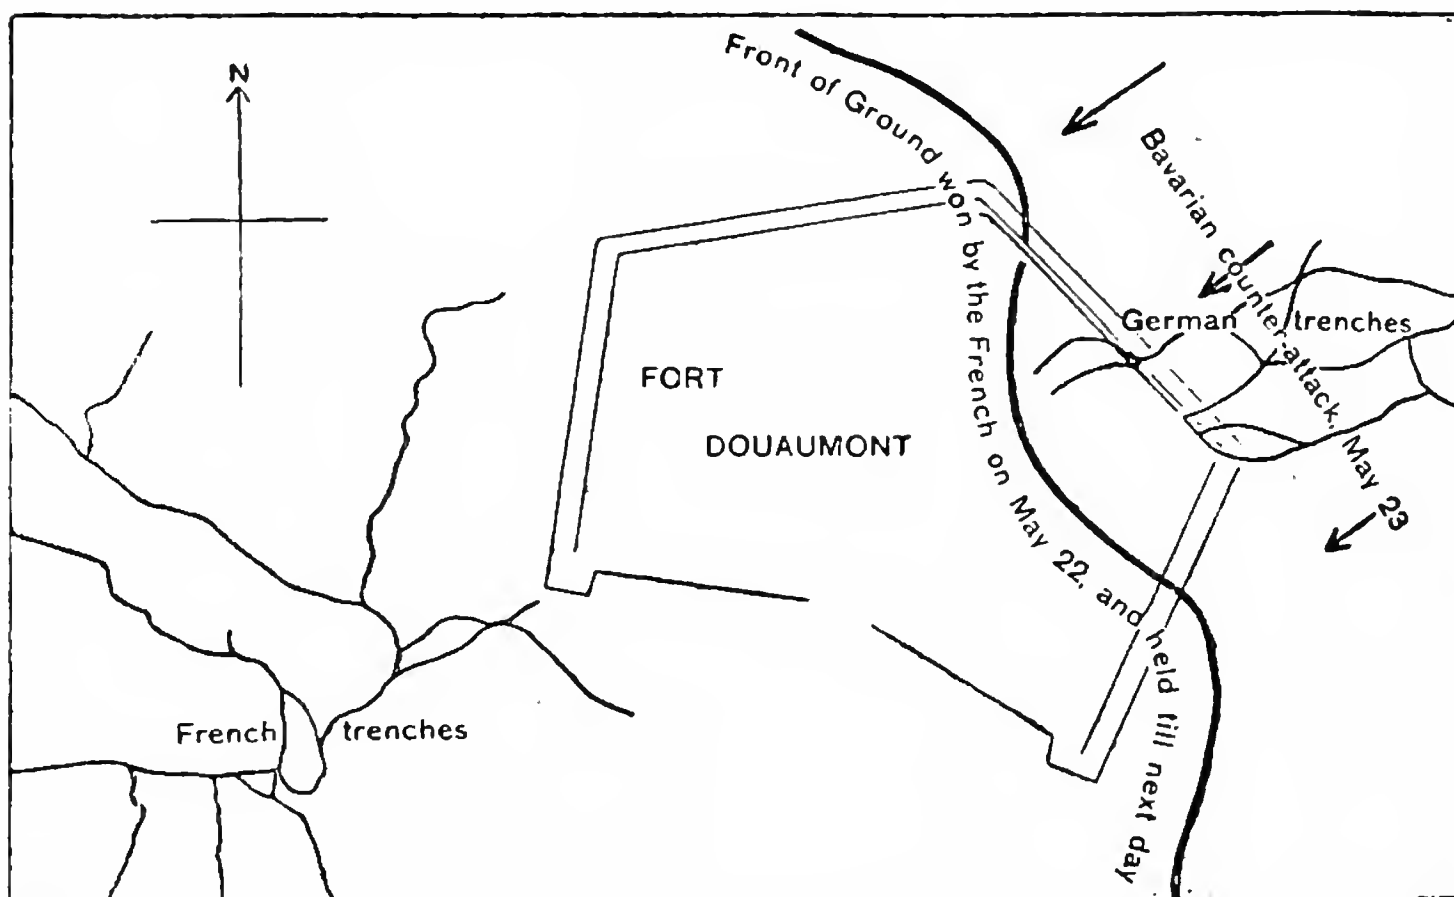 N
Front of Ground won by the French on May 22, and held till next day
Bavarian counter-attack, May 23
German trenches
FORT
DOUAUMONT
French trenches